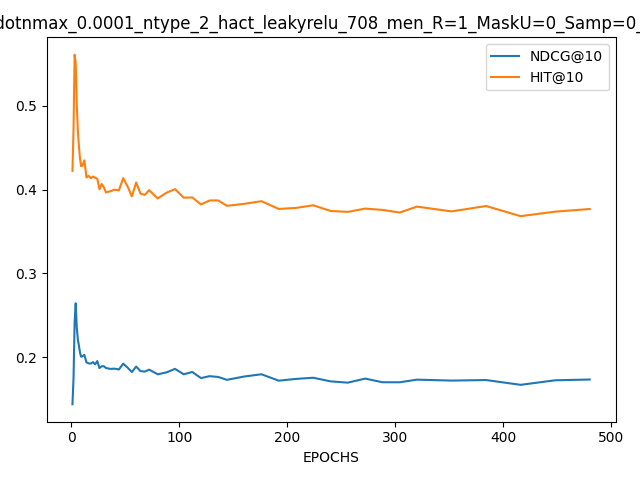 dotnmax_0.0001_ntype_2_hact_leakyrelu_708_men_R=1_MaskU=0_Samp=0_
NDCG@10
HIT@10
0.5
0.4
0.3
0.2
0 100 200 300 400 500
EPOCHS